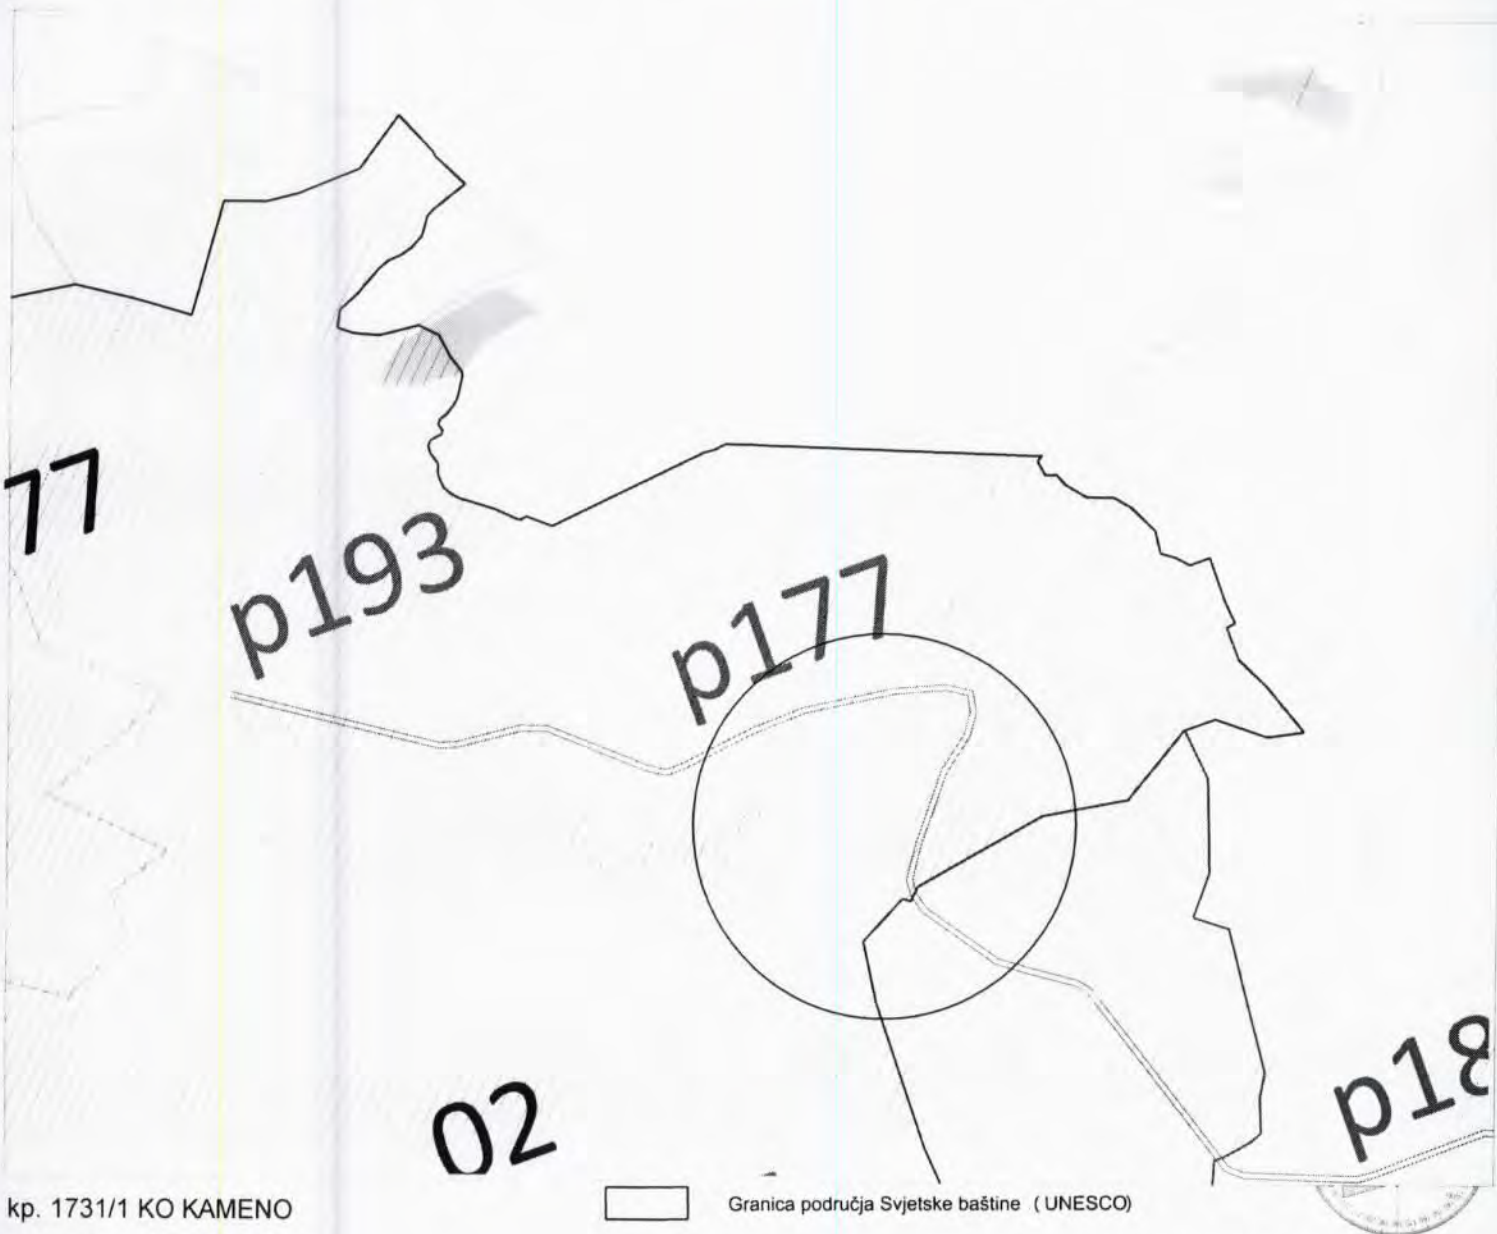 77
p193
p177
02
p18
kp. 1731/1 KO KAMENO
Granica područja Svjetske baštine ( UNESCO)